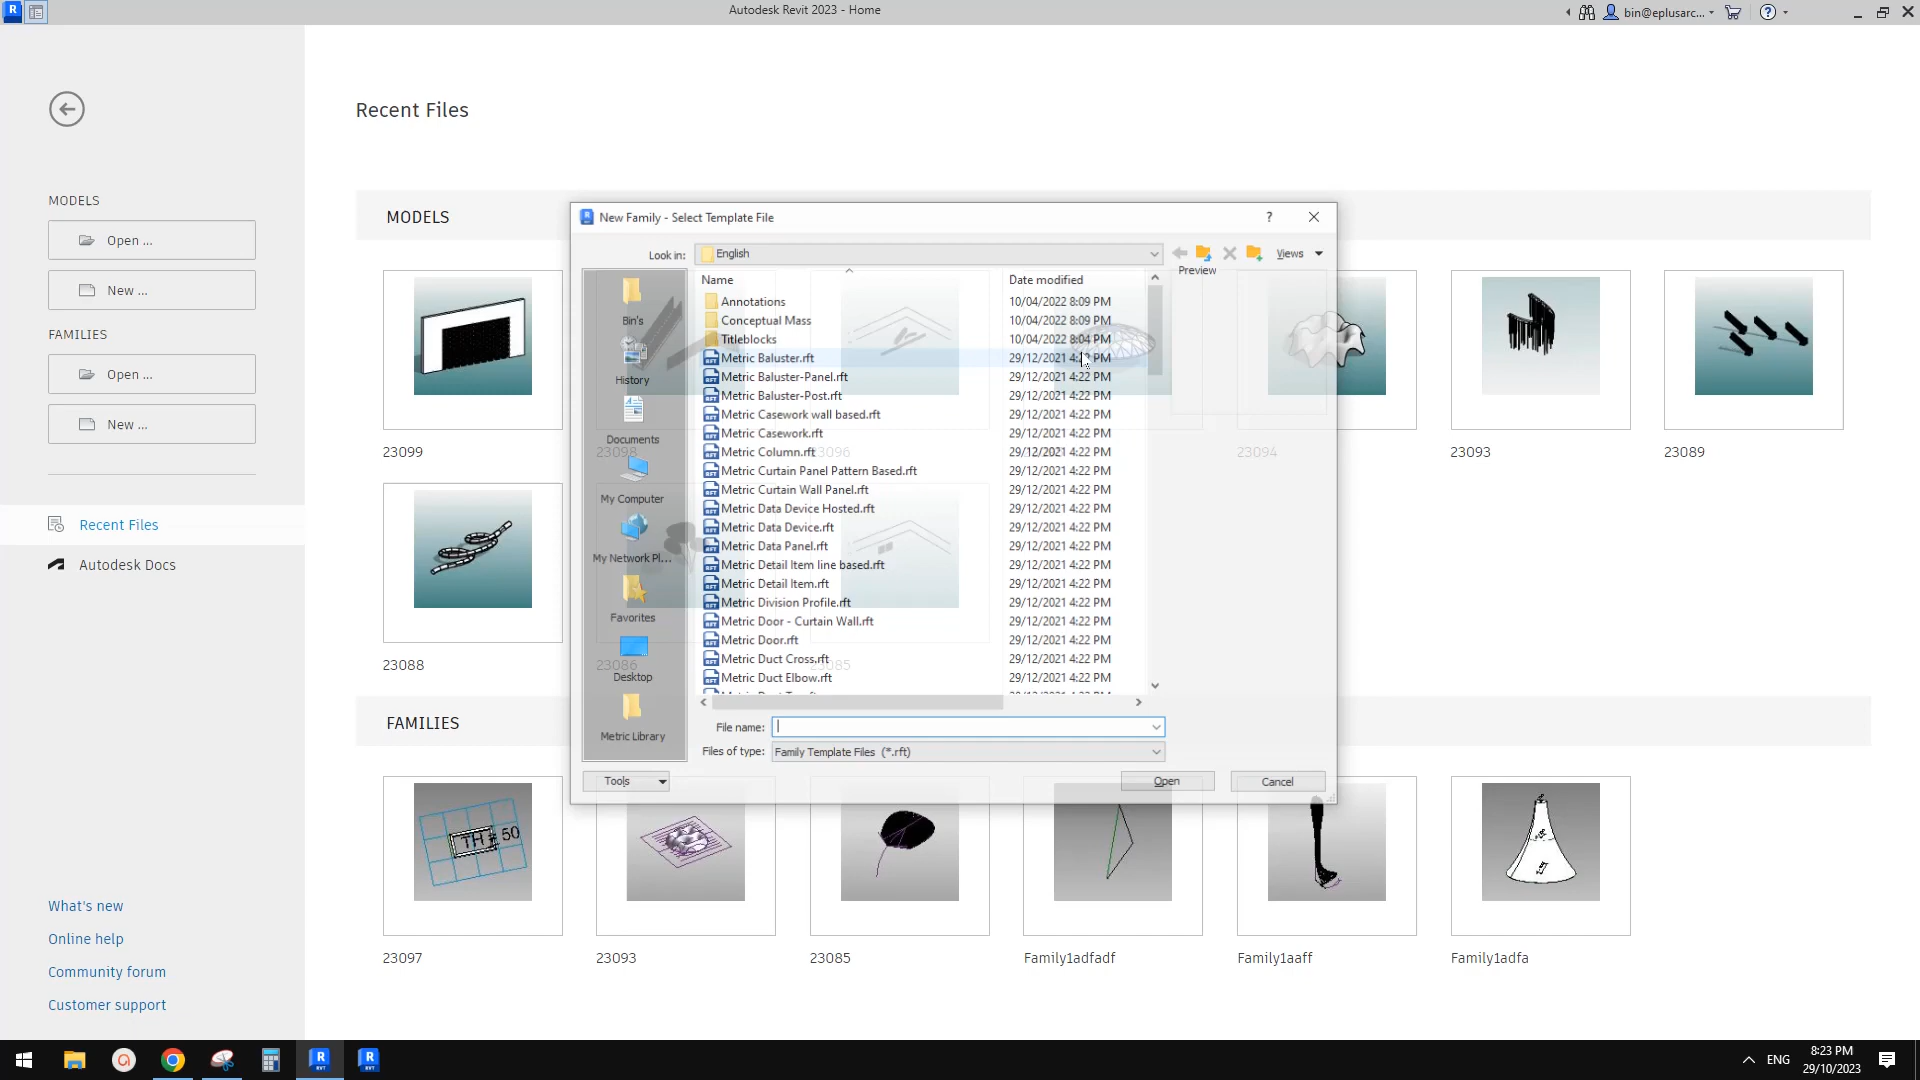 Autodesk Revit 2023 - Home
bin@eplusarc...
Recent Files
MODELS
Open ...
New ...
FAMILIES
Open ...
New ...
Recent Files
Autodesk Docs
What's new
Online help
Community forum
Customer support
MODELS
23099
23098
23096
23094
23093
23089
23088
23086
23085
FAMILIES
TH = 50
23097
23093
23085
Family1adfadf
Family1aaff
Family1adfa
New Family - Select Template File
?
Look in:
English
Views
Preview
Bin's
History
Documents
My Computer
My Network Pl...
Favorites
Desktop
Metric Library
Name
Date modified
Annotations 10/04/2022 8:09 PM
Conceptual Mass 10/04/2022 8:09 PM
Titleblocks 10/04/2022 8:04 PM
Metric Baluster.rft 29/12/2021 4:22 PM
Metric Baluster-Panel.rft 29/12/2021 4:22 PM
Metric Baluster-Post.rft 29/12/2021 4:22 PM
Metric Casework wall based.rft 29/12/2021 4:22 PM
Metric Casework.rft 29/12/2021 4:22 PM
Metric Column.rft 29/12/2021 4:22 PM
Metric Curtain Panel Pattern Based.rft 29/12/2021 4:22 PM
Metric Curtain Wall Panel.rft 29/12/2021 4:22 PM
Metric Data Device Hosted.rft 29/12/2021 4:22 PM
Metric Data Device.rft 29/12/2021 4:22 PM
Metric Data Panel.rft 29/12/2021 4:22 PM
Metric Detail Item line based.rft 29/12/2021 4:22 PM
Metric Detail Item.rft 29/12/2021 4:22 PM
Metric Division Profile.rft 29/12/2021 4:22 PM
Metric Door - Curtain Wall.rft 29/12/2021 4:22 PM
Metric Door.rft 29/12/2021 4:22 PM
Metric Duct Cross.rft 29/12/2021 4:22 PM
Metric Duct Elbow.rft 29/12/2021 4:22 PM
File name:
Files of type: Family Template Files (*.rft)
Tools
Open
Cancel
ENG
8:23 PM
29/10/2023